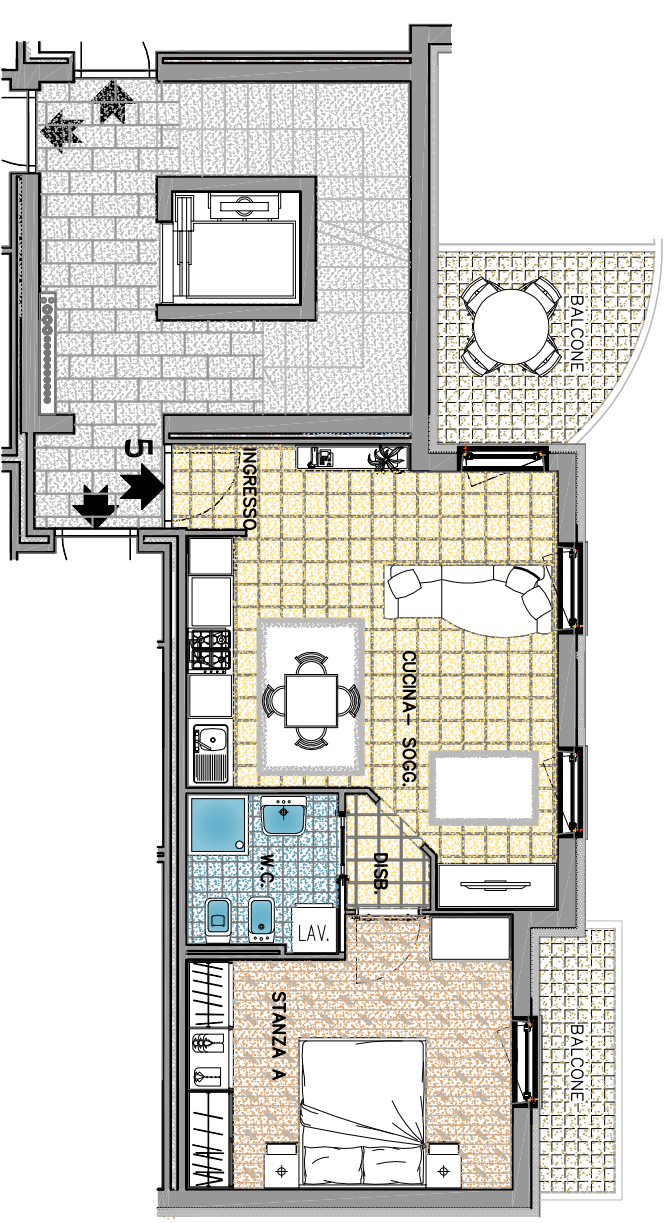 BALCONE
5
INGRESSO
CUCINA– SOGG.
DISB.
W.C.
LAV.
STANZA A
BALCONE